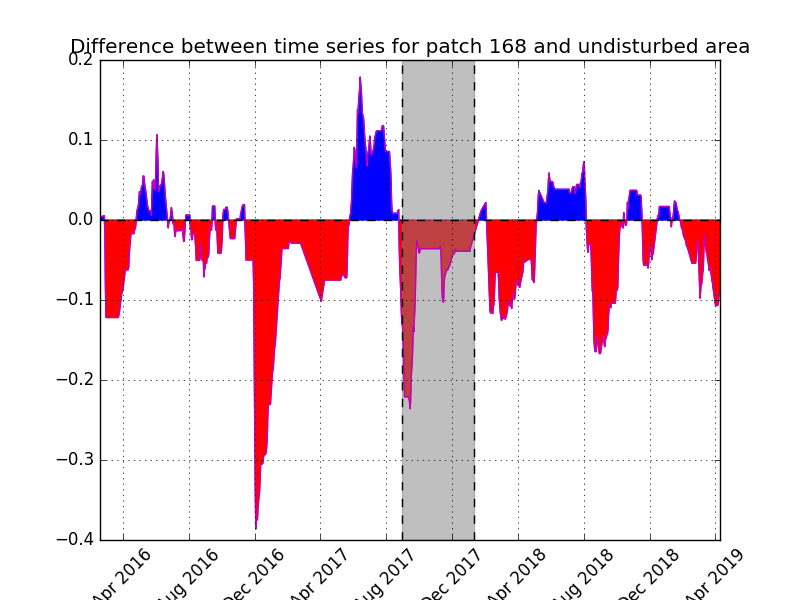 Difference between time series for patch 168 and undisturbed area
0.2
0.1
0.0
−0.1
−0.2
−0.3
−0.4
Apr 2016
Aug 2016
Dec 2016
Apr 2017
Aug 2017
Dec 2017
Apr 2018
Aug 2018
Dec 2018
Apr 2019